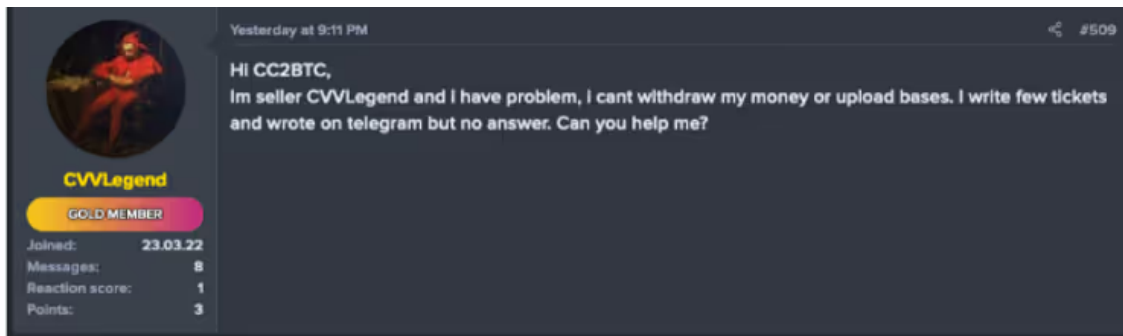 Yesterday at 9:11 PM
#509
Hi CC2BTC,
Im seller CVVLegend and i have problem, i cant withdraw my money or upload bases. I write few tickets
and wrote on telegram but no answer. Can you help me?
CVVLegend
GOLD MEMBER
Joined: 23.03.22
Messages: 8
Reaction score: 1
Points: 3